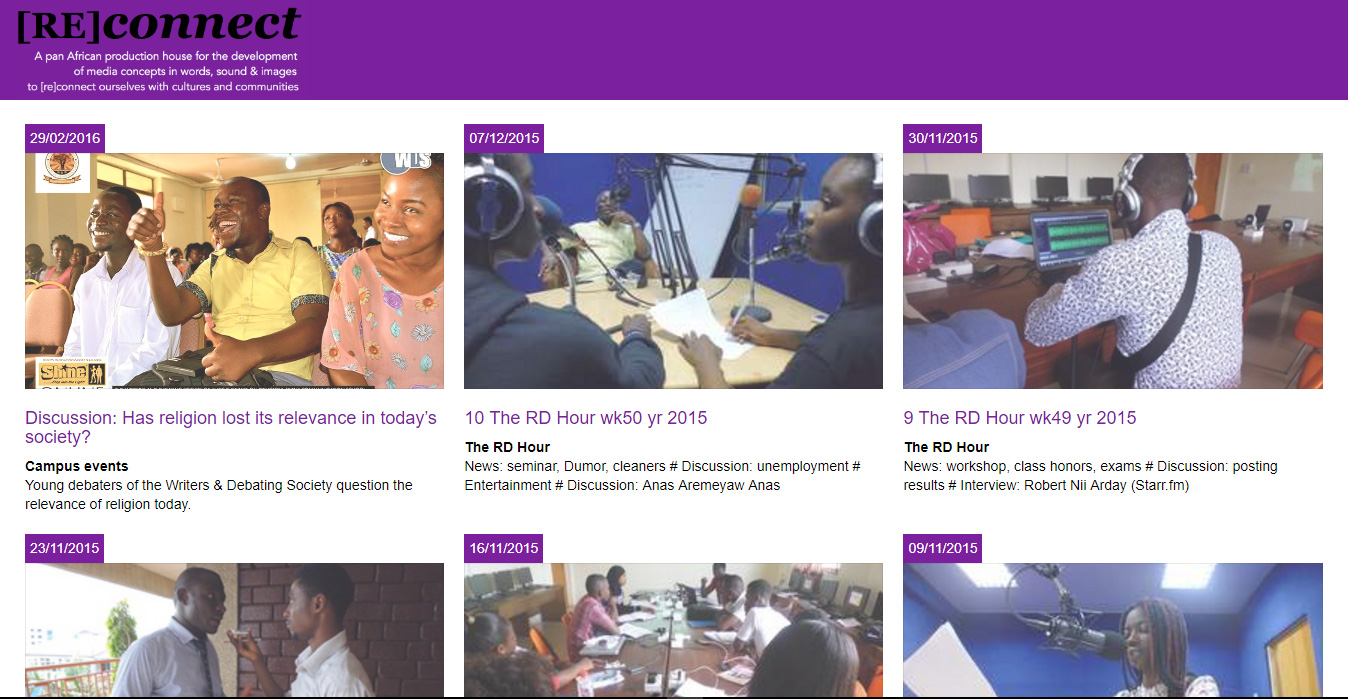 [RE]connect
A pan African production house for the development
of media concepts in words, sound & images
to [re]connect ourselves with cultures and communities
29/02/2016
07/12/2015
30/11/2015
WDS
Shine
Discussion: Has religion lost its relevance in today’s
society?
Campus events
Young debaters of the Writers & Debating Society question the
relevance of religion today.
10 The RD Hour wk50 yr 2015
The RD Hour
News: seminar, Dumor, cleaners # Discussion: unemployment #
Entertainment # Discussion: Anas Aremeyaw Anas
9 The RD Hour wk49 yr 2015
The RD Hour
News: workshop, class honors, exams # Discussion: posting
results # Interview: Robert Nii Arday (Starr.fm)
23/11/2015
16/11/2015
09/11/2015